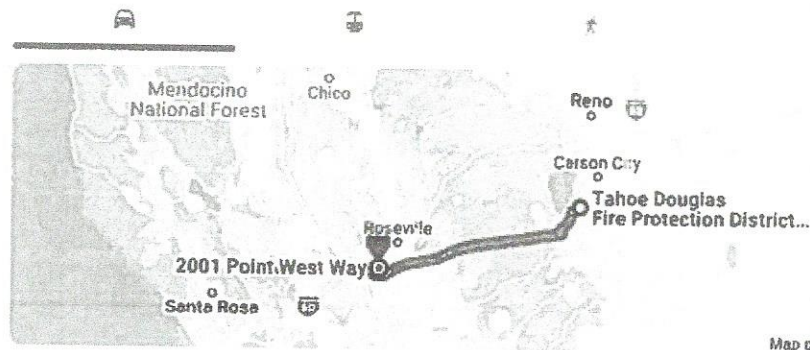 Mendocino
National Forest
Chico
Reno
Carson City
Tahoe Douglas
Fire Protection District...
Roseville
2001 Point West Way
Santa Rosa
Map